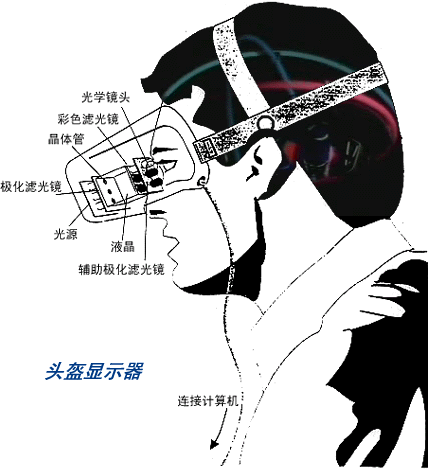 光学镜头
彩色滤光镜
晶体管
极化滤光镜
光源
液晶
辅助极化滤光镜
头盔显示器
连接计算机